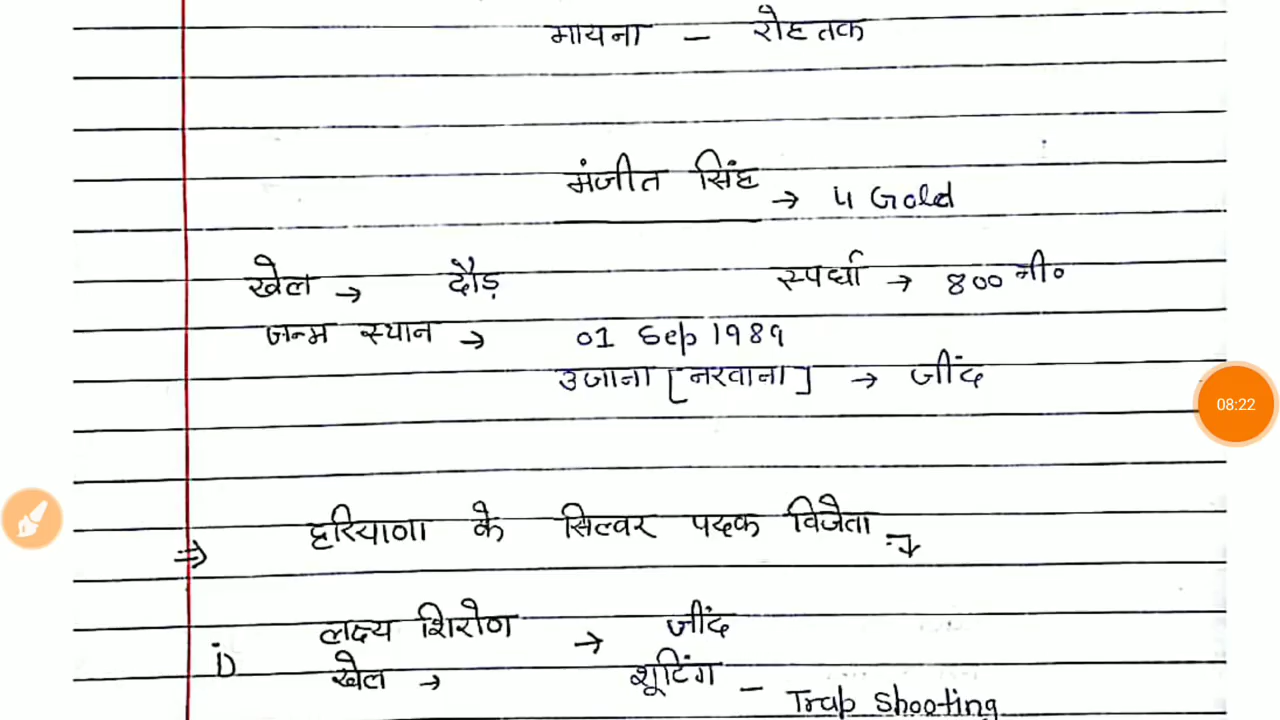 मायना - रोहतक
मंजीत सिंह → 4 Gold
खेल → दौड़ स्पर्धा → 800 मी०
जन्म स्थान → 01 Sep 1989
उजाना [नरवाना] → जींद
08:22
⇒ हरियाणा के सिल्वर पदक विजेता :→
i) लक्ष्य शिरोण → जींद
खेल → शूटिंग - Trap Shooting